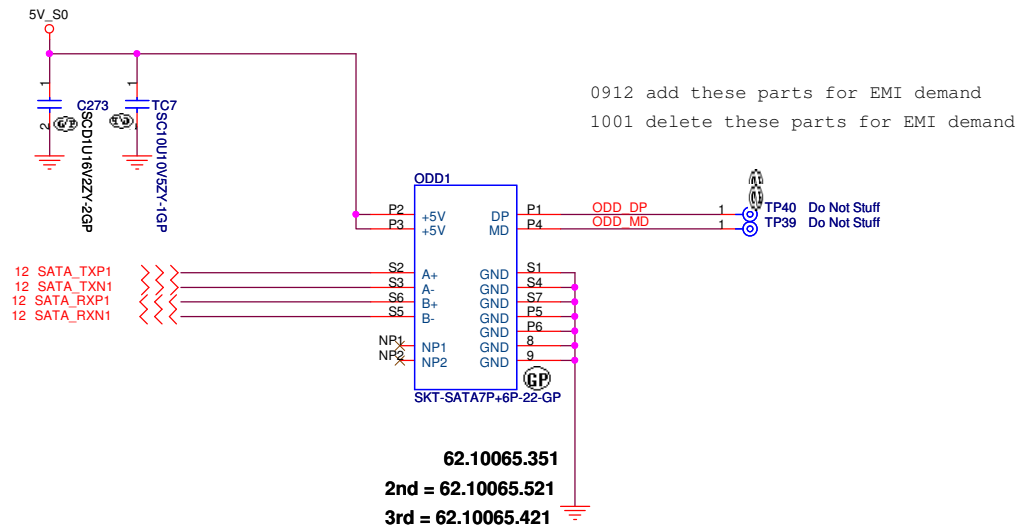 5V_S0
1
1
C273
TC7
2
SCD1U16V2ZY-2GP
SC10U10V5ZY-1GP
GP
0912 add these parts for EMI demand
1001 delete these parts for EMI demand
ODD1
P2 +5V DP P1 ODD_DP 1 TP40 Do Not Stuff
P3 +5V MD P4 ODD_MD 1 TP39 Do Not Stuff
12 SATA_TXP1 S2 A+ GND S1
12 SATA_TXN1 S3 A- GND S4
12 SATA_RXP1 S6 B+ GND S7
12 SATA_RXN1 S5 B- GND P5
GND P6
NP1 NP1 GND 8
NP2 NP2 GND 9
GP
SKT-SATA7P+6P-22-GP
62.10065.351
2nd = 62.10065.521
3rd = 62.10065.421